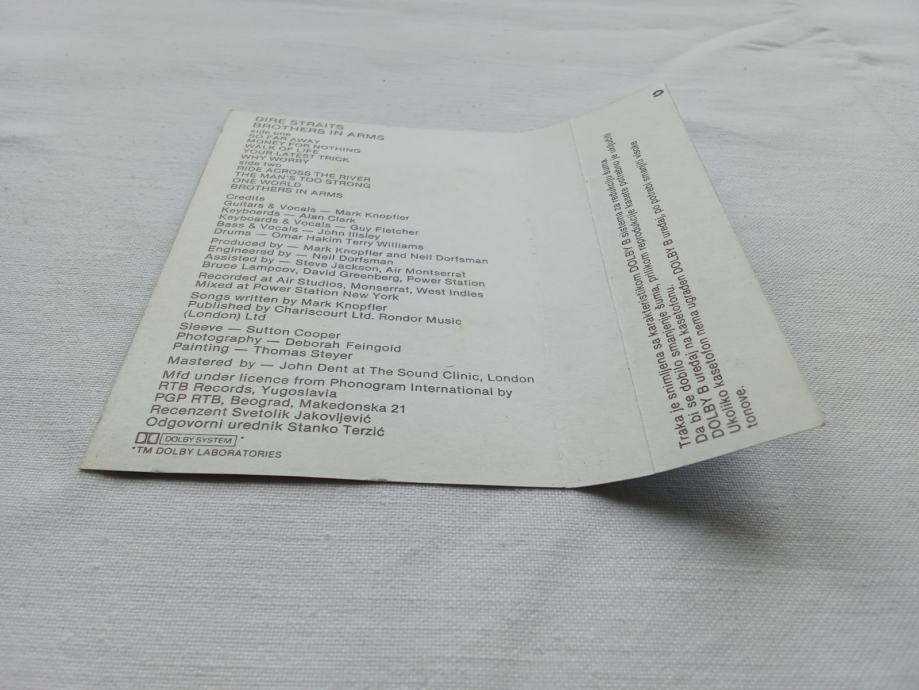 DIRE STRAITS
BROTHERS IN ARMS
side one
SO FAR AWAY
MONEY FOR NOTHING
WALK OF LIFE
YOUR LATEST TRICK
WHY WORRY
side two
RIDE ACROSS THE RIVER
THE MAN'S TOO STRONG
ONE WORLD
BROTHERS IN ARMS
Credits
Guitars & Vocals — Mark Knopfler
Keyboards — Alan Clark
Keyboards & Vocals — Guy Fletcher
Bass & Vocals — John Illsley
Drums — Omar Hakim Terry Williams
Produced by — Mark Knopfler and Neil Dorfsman
Engineered by — Neil Dorfsman
Assisted by — Steve Jackson, Air Montserrat
Bruce Lampcov, David Greenberg, Power Station
Recorded at Air Studios, Monserrat, West Indies
Mixed at Power Station New York
Songs written by Mark Knopfler
Published by Chariscourt Ltd. Rondor Music
(London) Ltd
Sleeve — Sutton Cooper
Photography — Deborah Feingold
Painting — Thomas Steyer
Mastered by — John Dent at The Sound Clinic, London
Mfd under licence from Phonogram International by
RTB Records, Yugoslavia
PGP RTB, Beograd, Makedonska 21
Recenzent Svetolik Jakovljević
Odgovorni urednik Stanko Terzić
DOLBY SYSTEM *
*TM DOLBY LABORATORIES
Traka je snimljena sa karakteristikom DOLBY B sistema za redukciju šuma.
Da bi se dobilo smanjenje šuma, prilikom reprodukcije kasete potrebno je uključiti
DOLBY B uređaj na kasetofonu.
Ukoliko kasetofon nema ugrađen DOLBY B uređaj, po potrebi smanjiti visoke
tonove.